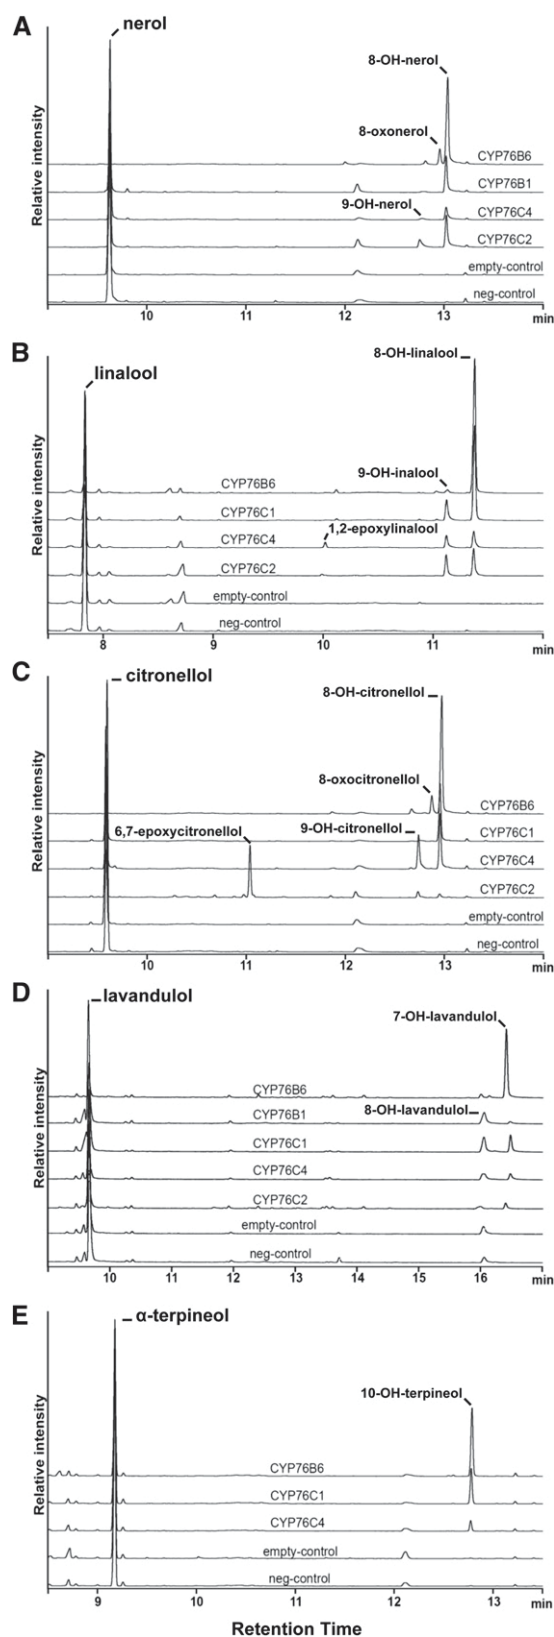 A
nerol
8-OH-nerol
8-oxonerol
CYP76B6
CYP76B1
9-OH-nerol
CYP76C4
CYP76C2
empty-control
neg-control
Relative intensity
10 11 12 13 min
B
8-OH-linalool
linalool
9-OH-inalool
CYP76B6
CYP76C1
1,2-epoxylinalool
CYP76C4
CYP76C2
empty-control
neg-control
Relative intensity
8 9 10 11 min
C
citronellol
8-OH-citronellol
8-oxocitronellol
CYP76B6
6,7-epoxycitronellol
9-OH-citronellol
CYP76C1
CYP76C4
CYP76C2
empty-control
neg-control
Relative intensity
10 11 12 13 min
D
lavandulol
7-OH-lavandulol
CYP76B6
8-OH-lavandulol
CYP76B1
CYP76C1
CYP76C4
CYP76C2
empty-control
neg-control
Relative intensity
10 11 12 13 14 15 16 min
E
α-terpineol
10-OH-terpineol
CYP76B6
CYP76C1
CYP76C4
empty-control
neg-control
Relative intensity
9 10 11 12 13 min
Retention Time